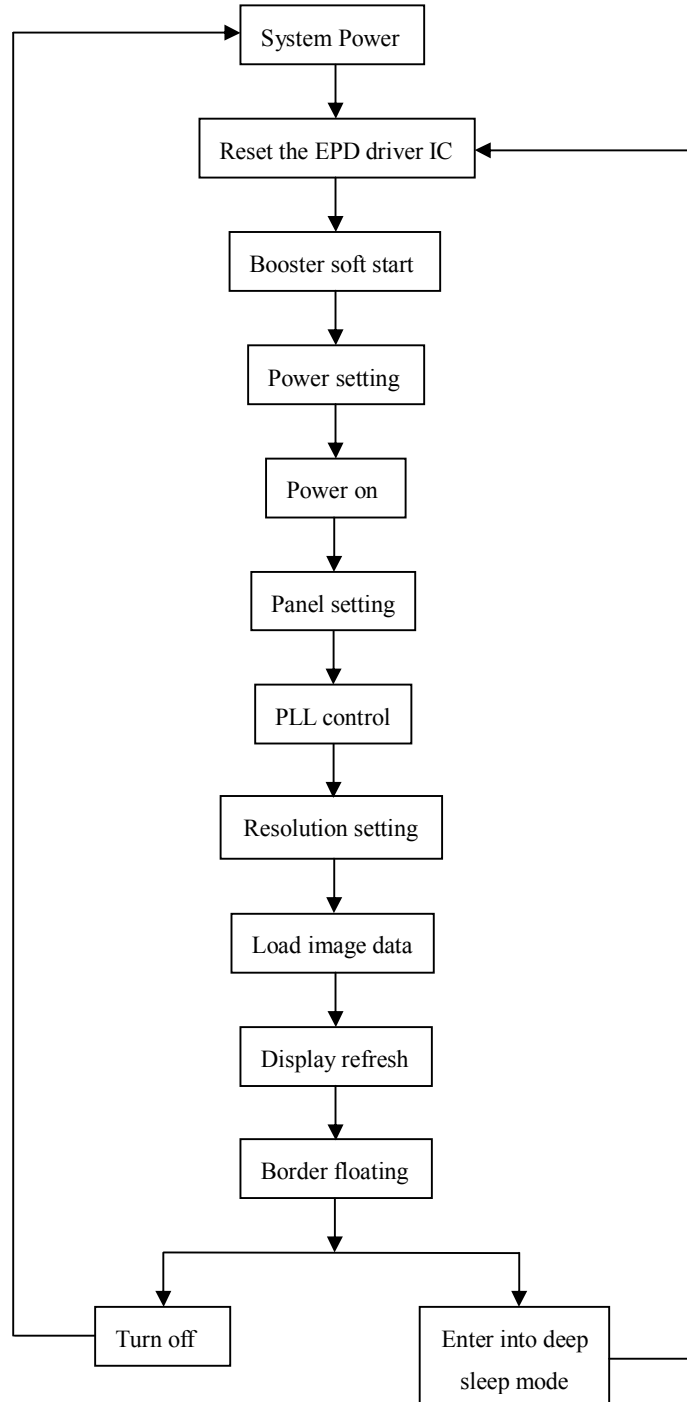 System Power
Reset the EPD driver IC
Booster soft start
Power setting
Power on
Panel setting
PLL control
Resolution setting
Load image data
Display refresh
Border floating
Turn off
Enter into deep
sleep mode